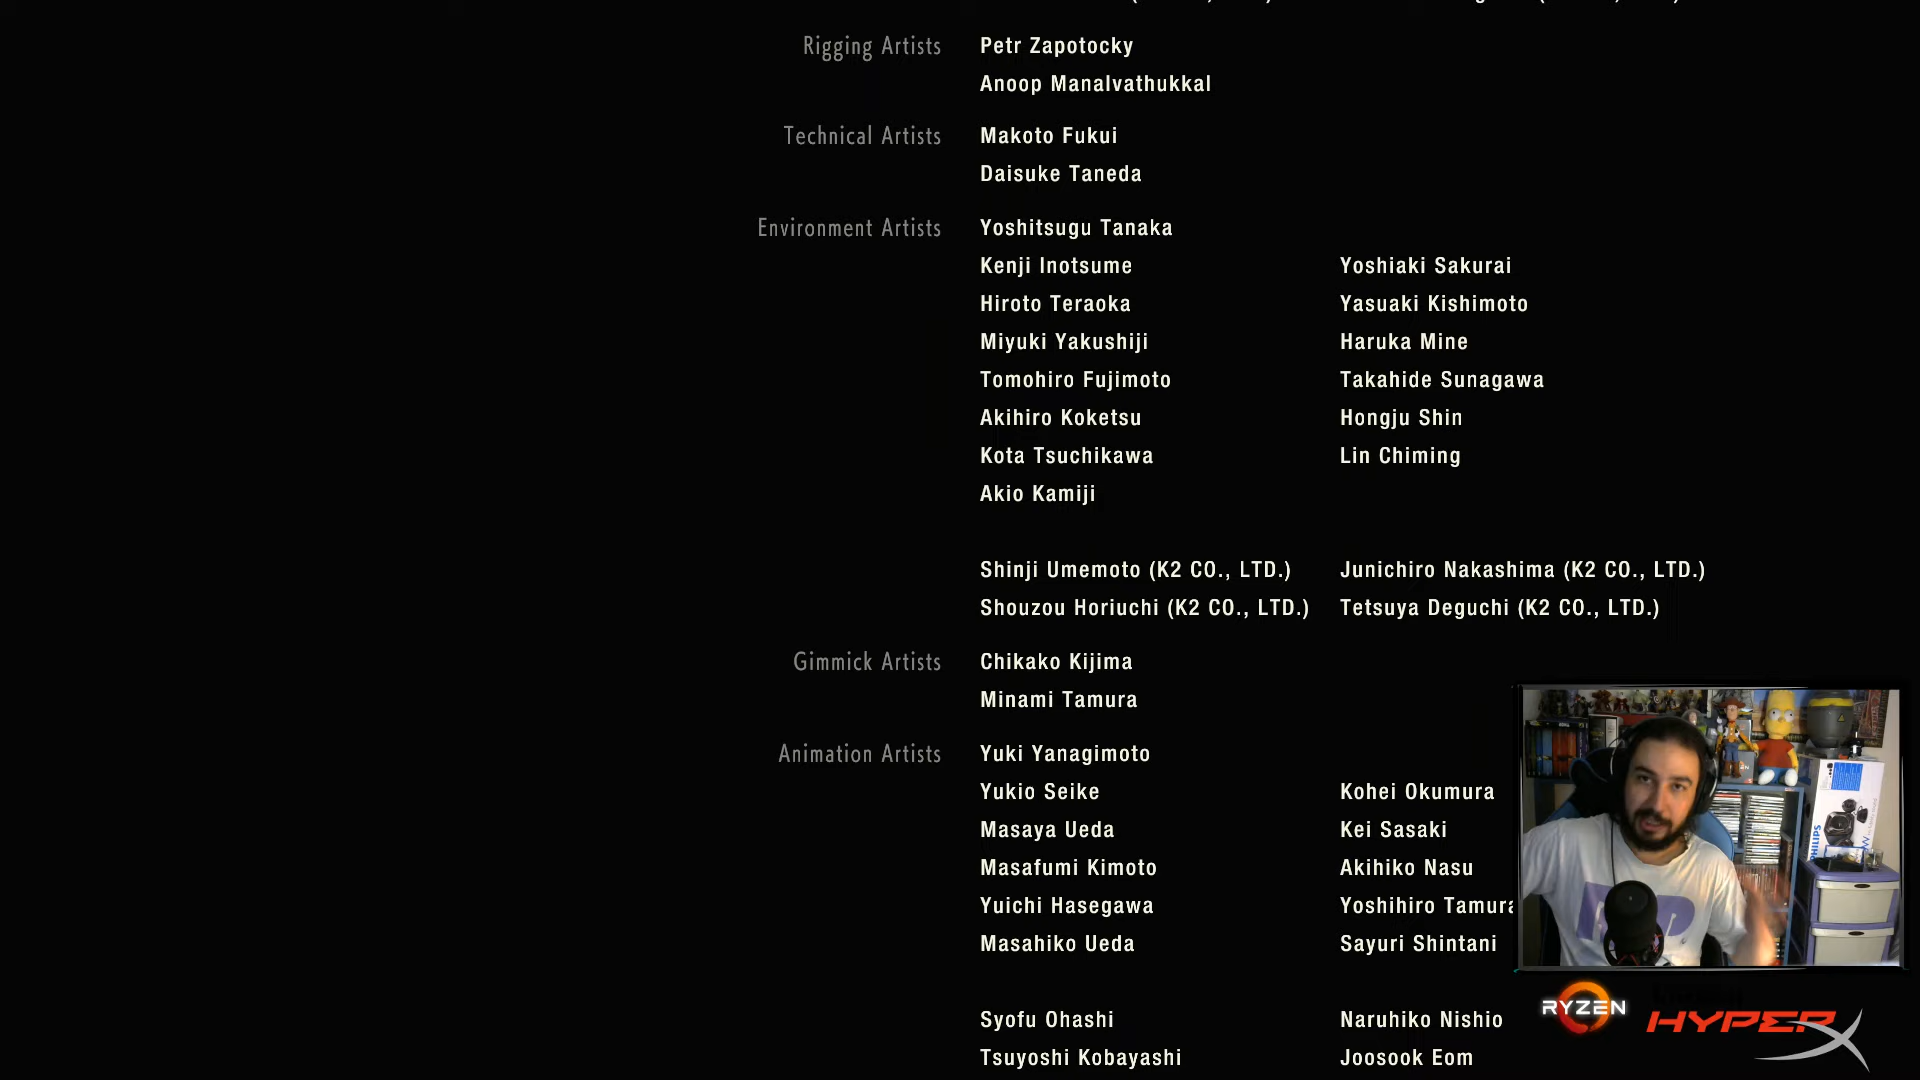 Rigging Artists Petr Zapotocky
Anoop Manalvathukkal
Technical Artists Makoto Fukui
Daisuke Taneda
Environment Artists Yoshitsugu Tanaka
Kenji Inotsume Yoshiaki Sakurai
Hiroto Teraoka Yasuaki Kishimoto
Miyuki Yakushiji Haruka Mine
Tomohiro Fujimoto Takahide Sunagawa
Akihiro Koketsu Hongju Shin
Kota Tsuchikawa Lin Chiming
Akio Kamiji
Shinji Umemoto (K2 CO., LTD.) Junichiro Nakashima (K2 CO., LTD.)
Shouzou Horiuchi (K2 CO., LTD.) Tetsuya Deguchi (K2 CO., LTD.)
Gimmick Artists Chikako Kijima
Minami Tamura
Animation Artists Yuki Yanagimoto
Yukio Seike Kohei Okumura
Masaya Ueda Kei Sasaki
Masafumi Kimoto Akihiko Nasu
Yuichi Hasegawa Yoshihiro Tamura
Masahiko Ueda Sayuri Shintani
Syofu Ohashi Naruhiko Nishio
Tsuyoshi Kobayashi Joosook Eom
PHILIPS
RYZEN
HYPERX